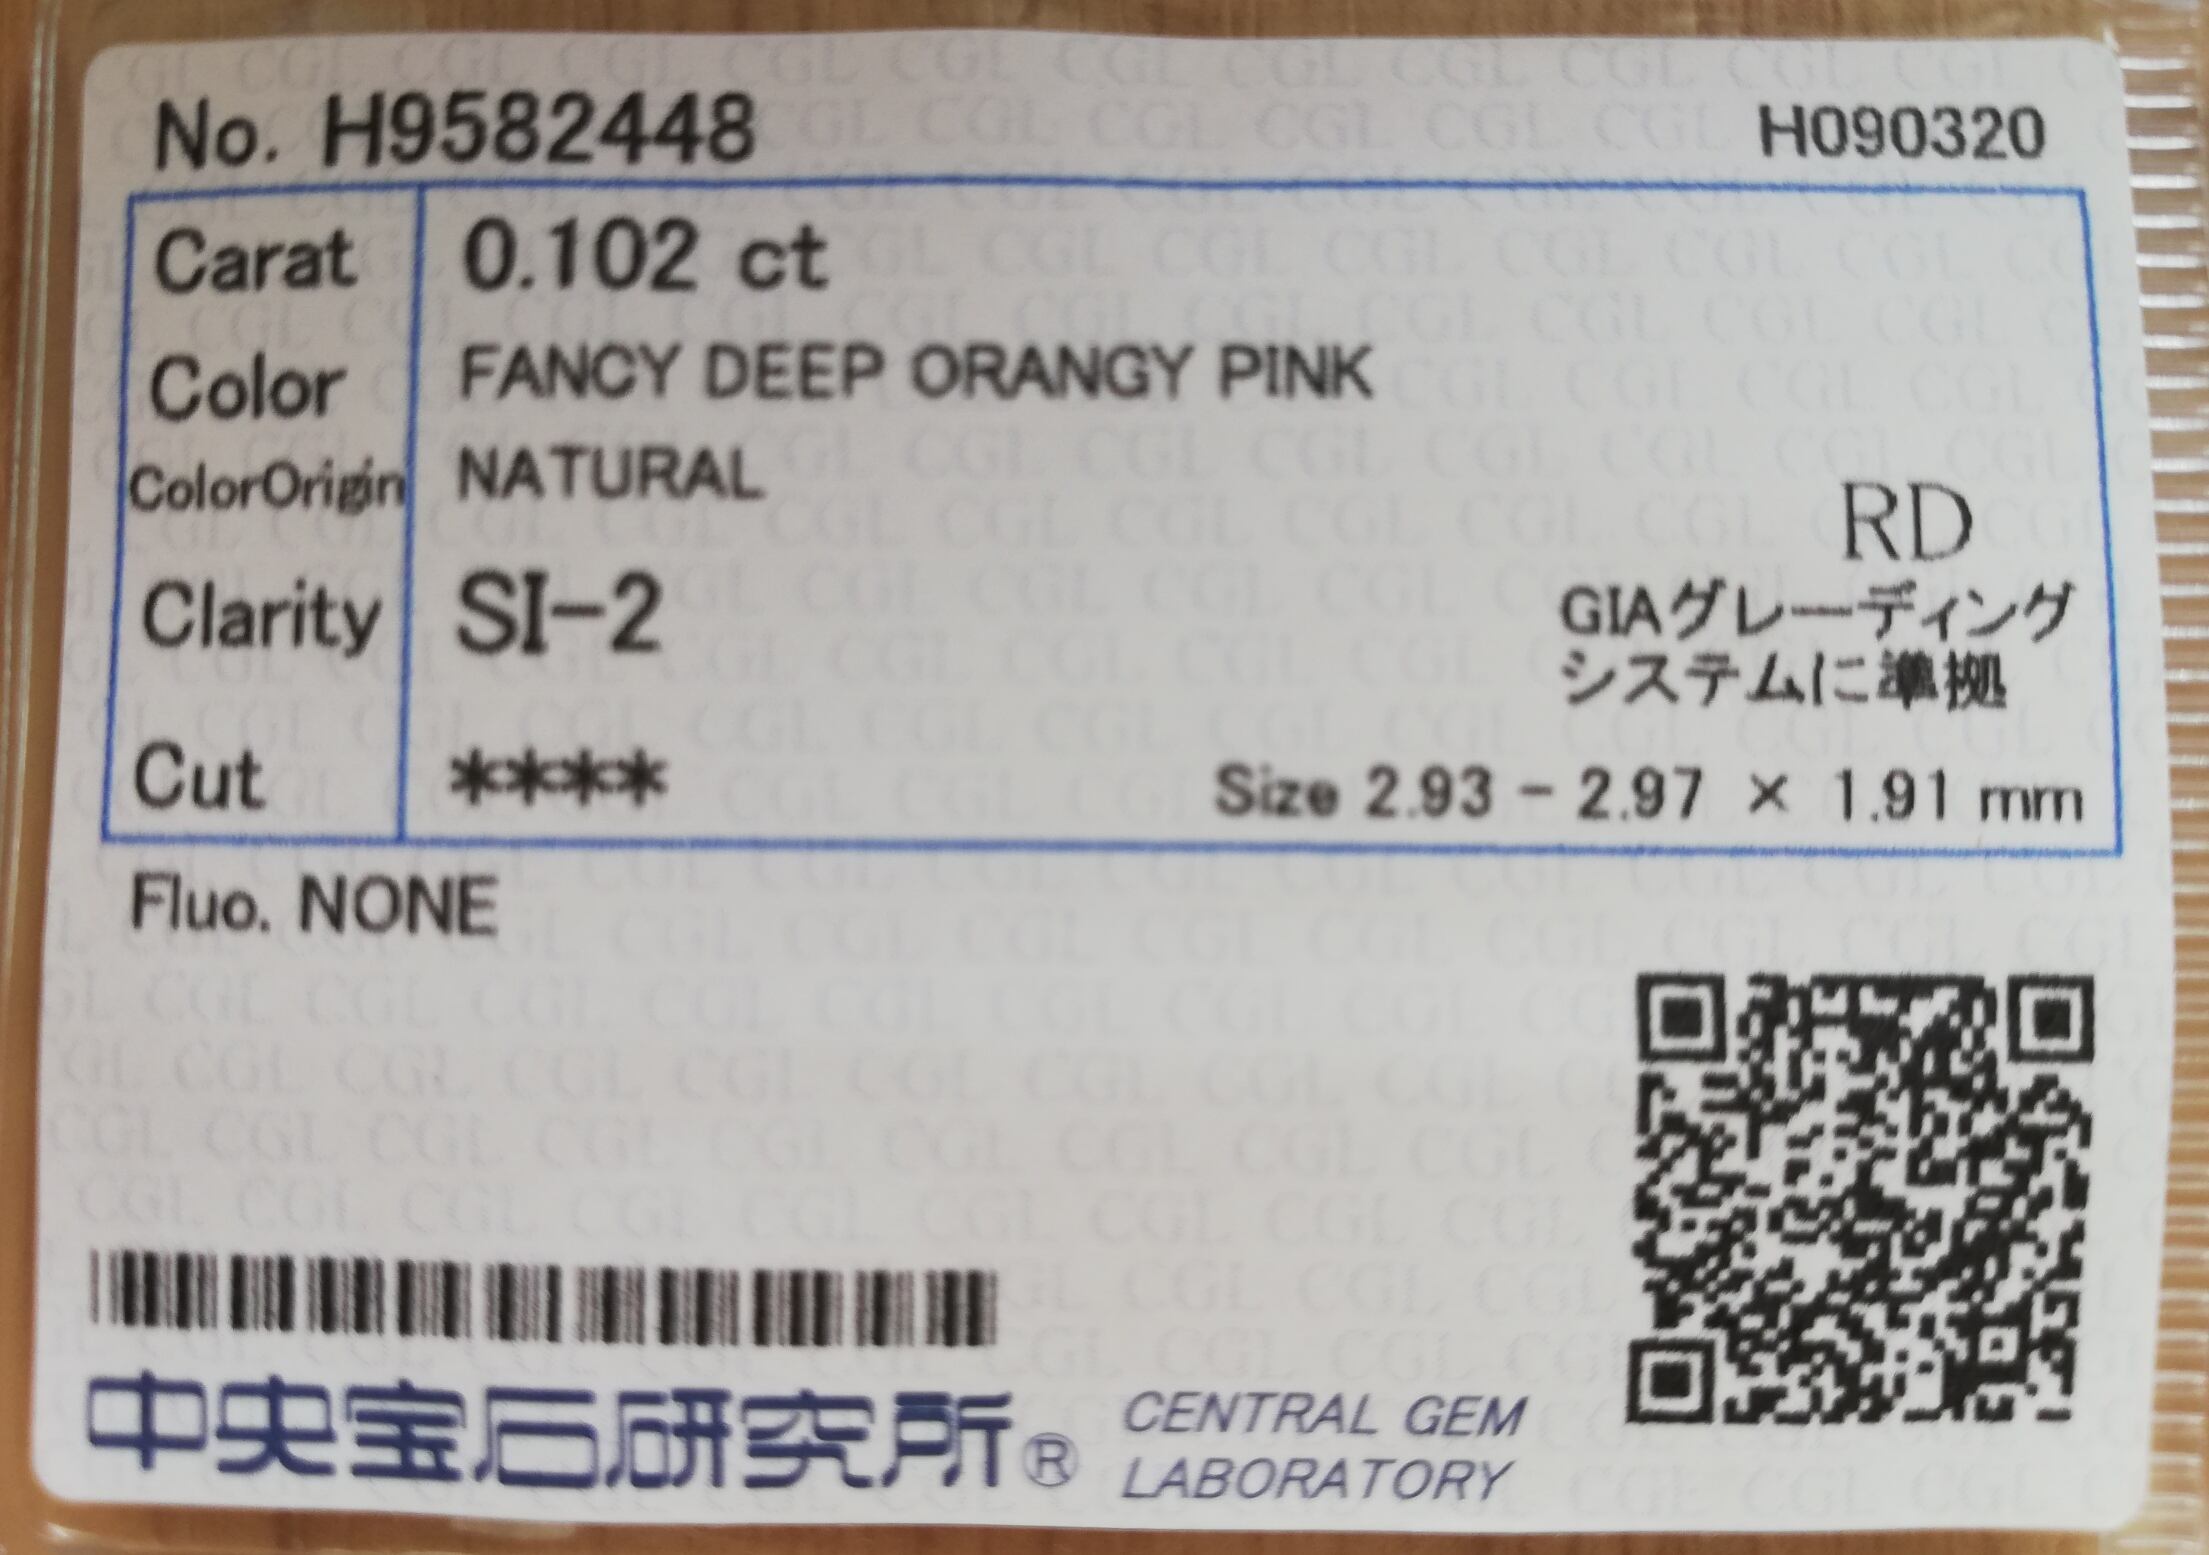 No. H9582448 H090320
Carat 0.102 ct
Color FANCY DEEP ORANGY PINK
ColorOrigin NATURAL
RD
Clarity SI-2
GIAグレーディング
システムに準拠
Cut **** Size 2.93 - 2.97 × 1.91 mm
Fluo. NONE
中央宝石研究所® CENTRAL GEM
LABORATORY